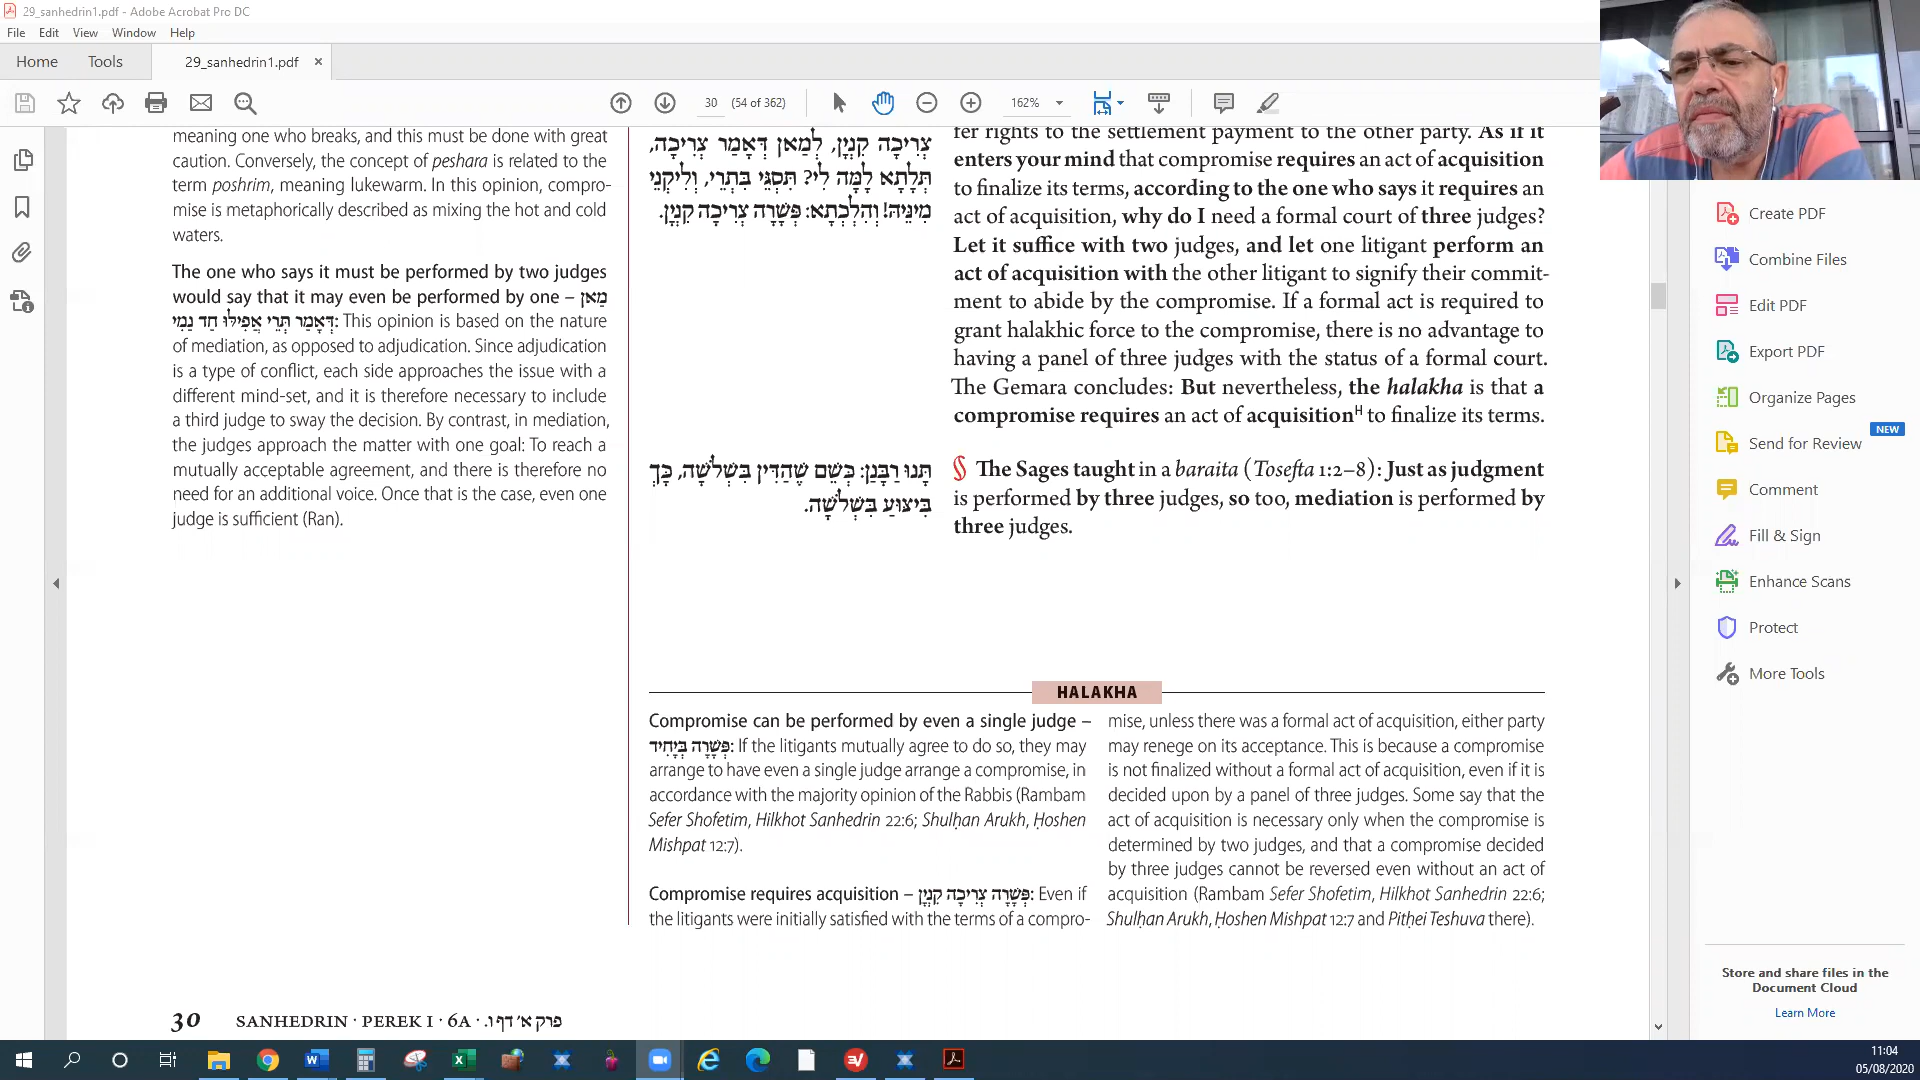 29_sanhedrin1.pdf - Adobe Acrobat Pro DC
File Edit View Window Help
Home Tools 29_sanhedrin1.pdf ×
30 (54 of 362) 162%
meaning one who breaks, and this must be done with great
caution. Conversely, the concept of peshara is related to the
term poshrim, meaning lukewarm. In this opinion, compro-
mise is metaphorically described as mixing the hot and cold
waters.
The one who says it must be performed by two judges
would say that it may even be performed by one – מַאן
דְּאָמַר תְּרֵי אֲפִילּוּ חַד נַמִי: This opinion is based on the nature
of mediation, as opposed to adjudication. Since adjudication
is a type of conflict, each side approaches the issue with a
different mind-set, and it is therefore necessary to include
a third judge to sway the decision. By contrast, in mediation,
the judges approach the matter with one goal: To reach a
mutually acceptable agreement, and there is therefore no
need for an additional voice. Once that is the case, even one
judge is sufficient (Ran).
צְרִיכָה קִנְיָן, לְמַאן דְּאָמַר צְרִיכָה,
תְּלָתָא לָמָּה לִי? תִּסְגֵּי בִּתְרֵי, וְלִיקְנֵי
מִינֵּיהּ! וְהִלְכְתָא: פְּשָׁרָה צְרִיכָה קִנְיָן.
תָּנוּ רַבָּנַן: כְּשֵׁם שֶׁהַדִּין בִּשְׁלֹשָׁה, כָּךְ
בִּיצּוּעַ בִּשְׁלֹשָׁה.
fer rights to the settlement payment to the other party. As if it
enters your mind that compromise requires an act of acquisition
to finalize its terms, according to the one who says it requires an
act of acquisition, why do I need a formal court of three judges?
Let it suffice with two judges, and let one litigant perform an
act of acquisition with the other litigant to signify their commit-
ment to abide by the compromise. If a formal act is required to
grant halakhic force to the compromise, there is no advantage to
having a panel of three judges with the status of a formal court.
The Gemara concludes: But nevertheless, the halakha is that a
compromise requires an act of acquisitionᴴ to finalize its terms.
§ The Sages taught in a baraita (Tosefta 1:2–8): Just as judgment
is performed by three judges, so too, mediation is performed by
three judges.
HALAKHA
Compromise can be performed by even a single judge –
פְּשָׁרָה בְּיָחִיד: If the litigants mutually agree to do so, they may
arrange to have even a single judge arrange a compromise, in
accordance with the majority opinion of the Rabbis (Rambam
Sefer Shofetim, Hilkhot Sanhedrin 22:6; Shulḥan Arukh, Ḥoshen
Mishpat 12:7).
Compromise requires acquisition – פְּשָׁרָה צְרִיכָה קִנְיָן: Even if
the litigants were initially satisfied with the terms of a compro-
mise, unless there was a formal act of acquisition, either party
may renege on its acceptance. This is because a compromise
is not finalized without a formal act of acquisition, even if it is
decided upon by a panel of three judges. Some say that the
act of acquisition is necessary only when the compromise is
determined by two judges, and that a compromise decided
by three judges cannot be reversed even without an act of
acquisition (Rambam Sefer Shofetim, Hilkhot Sanhedrin 22:6;
Shulḥan Arukh, Ḥoshen Mishpat 12:7 and Pitḥei Teshuva there).
30 SANHEDRIN · PEREK I · 6A · פרק א׳ דף ו.
Create PDF
Combine Files
Edit PDF
Export PDF
Organize Pages
NEW
Send for Review
Comment
Fill & Sign
Enhance Scans
Protect
More Tools
Store and share files in the
Document Cloud
Learn More
11:04
05/08/2020